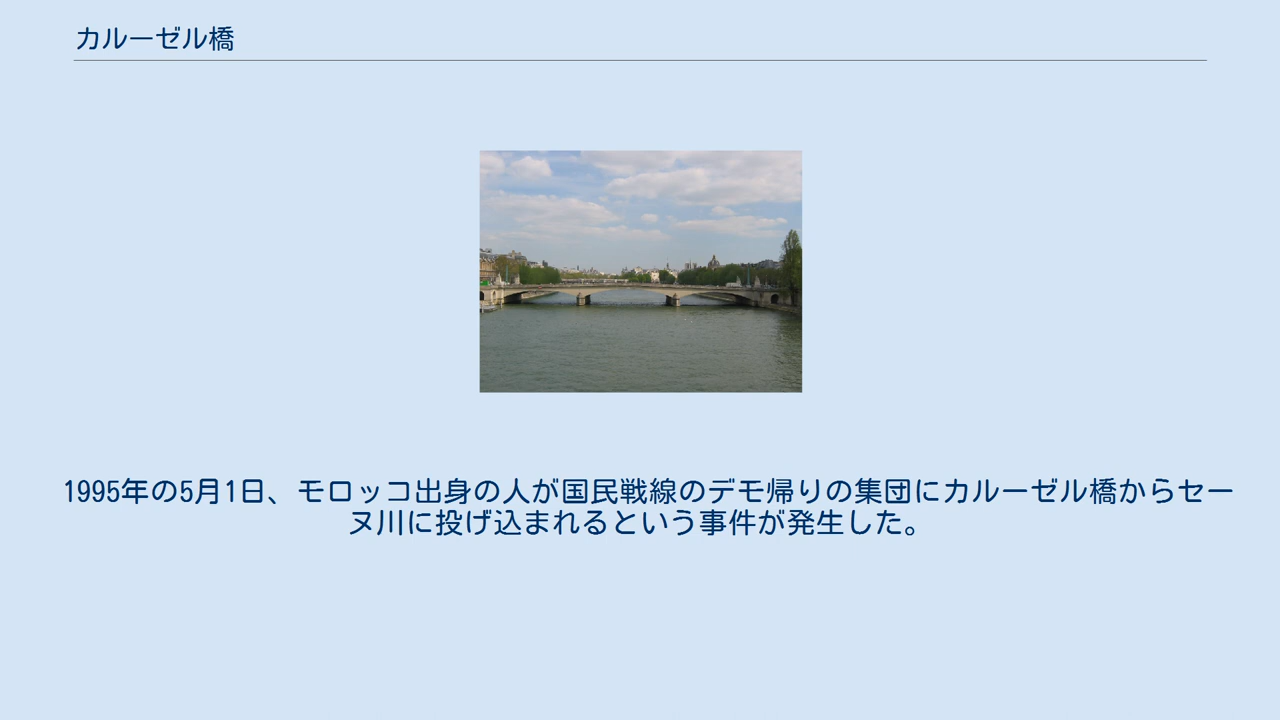 カルーゼル橋
1995年の5月1日、モロッコ出身の人が国民戦線のデモ帰りの集団にカルーゼル橋からセー
ヌ川に投げ込まれるという事件が発生した。